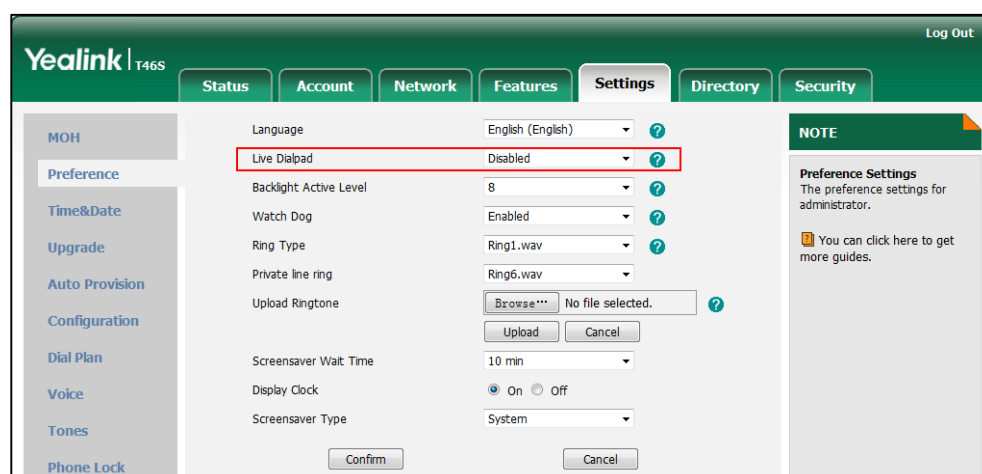 Log Out
Yealink | T46S
Status Account Network Features Settings Directory Security
MOH
Preference
Time&Date
Upgrade
Auto Provision
Configuration
Dial Plan
Voice
Tones
Phone Lock
Language English (English)
Live Dialpad Disabled
Backlight Active Level 8
Watch Dog Enabled
Ring Type Ring1.wav
Private line ring Ring6.wav
Upload Ringtone Browse··· No file selected.
Upload Cancel
Screensaver Wait Time 10 min
Display Clock On Off
Screensaver Type System
Confirm Cancel
NOTE
Preference Settings
The preference settings for
administrator.
You can click here to get
more guides.